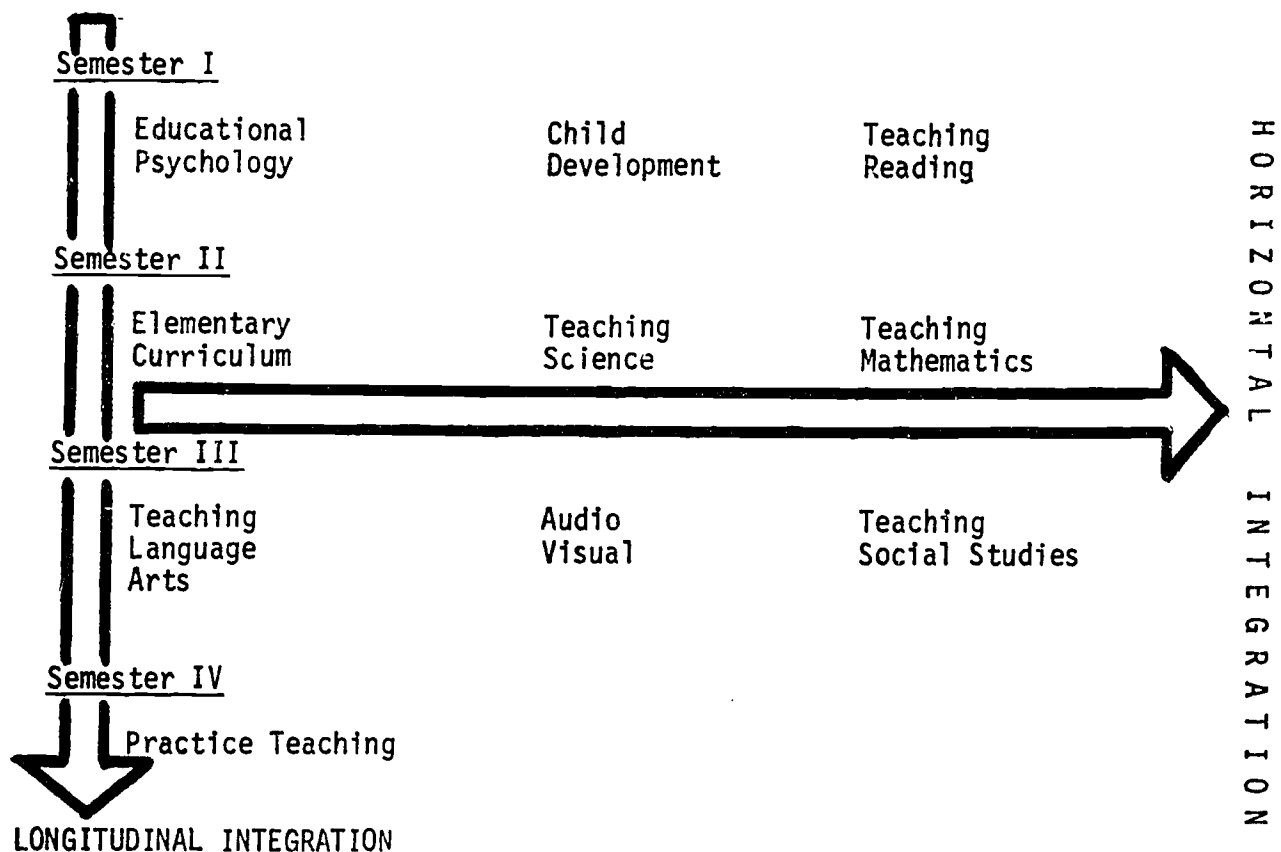 Semester I
Educational
Psychology
Child
Development
Teaching
Reading
Semester II
Elementary
Curriculum
Teaching
Science
Teaching
Mathematics
Semester III
Teaching
Language
Arts
Audio
Visual
Teaching
Social Studies
Semester IV
Practice Teaching
LONGITUDINAL INTEGRATION
HORIZONTAL INTEGRATION